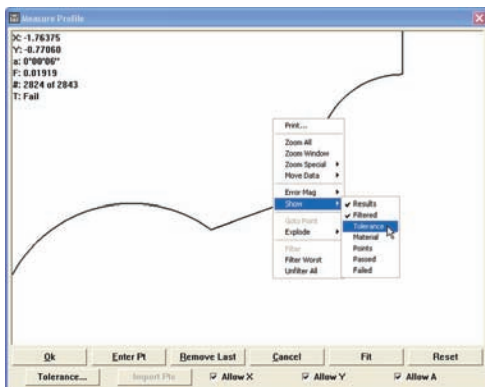 Measure Profile
X: -1.76375
Y: -0.77060
a: 0°00'06"
F: 0.01919
#: 2824 of 2843
T: Fail
Print...
Zoom All
Zoom Window
Zoom Special
Move Data
Error Mag
Show
Goto Point
Explode
Filter
Filter Worst
Unfilter All
Results
Filtered
Tolerance
Material
Points
Passed
Failed
Ok Enter Pt Remove Last Cancel Fit Reset
Tolerance... Import Pts Allow X Allow Y Allow A